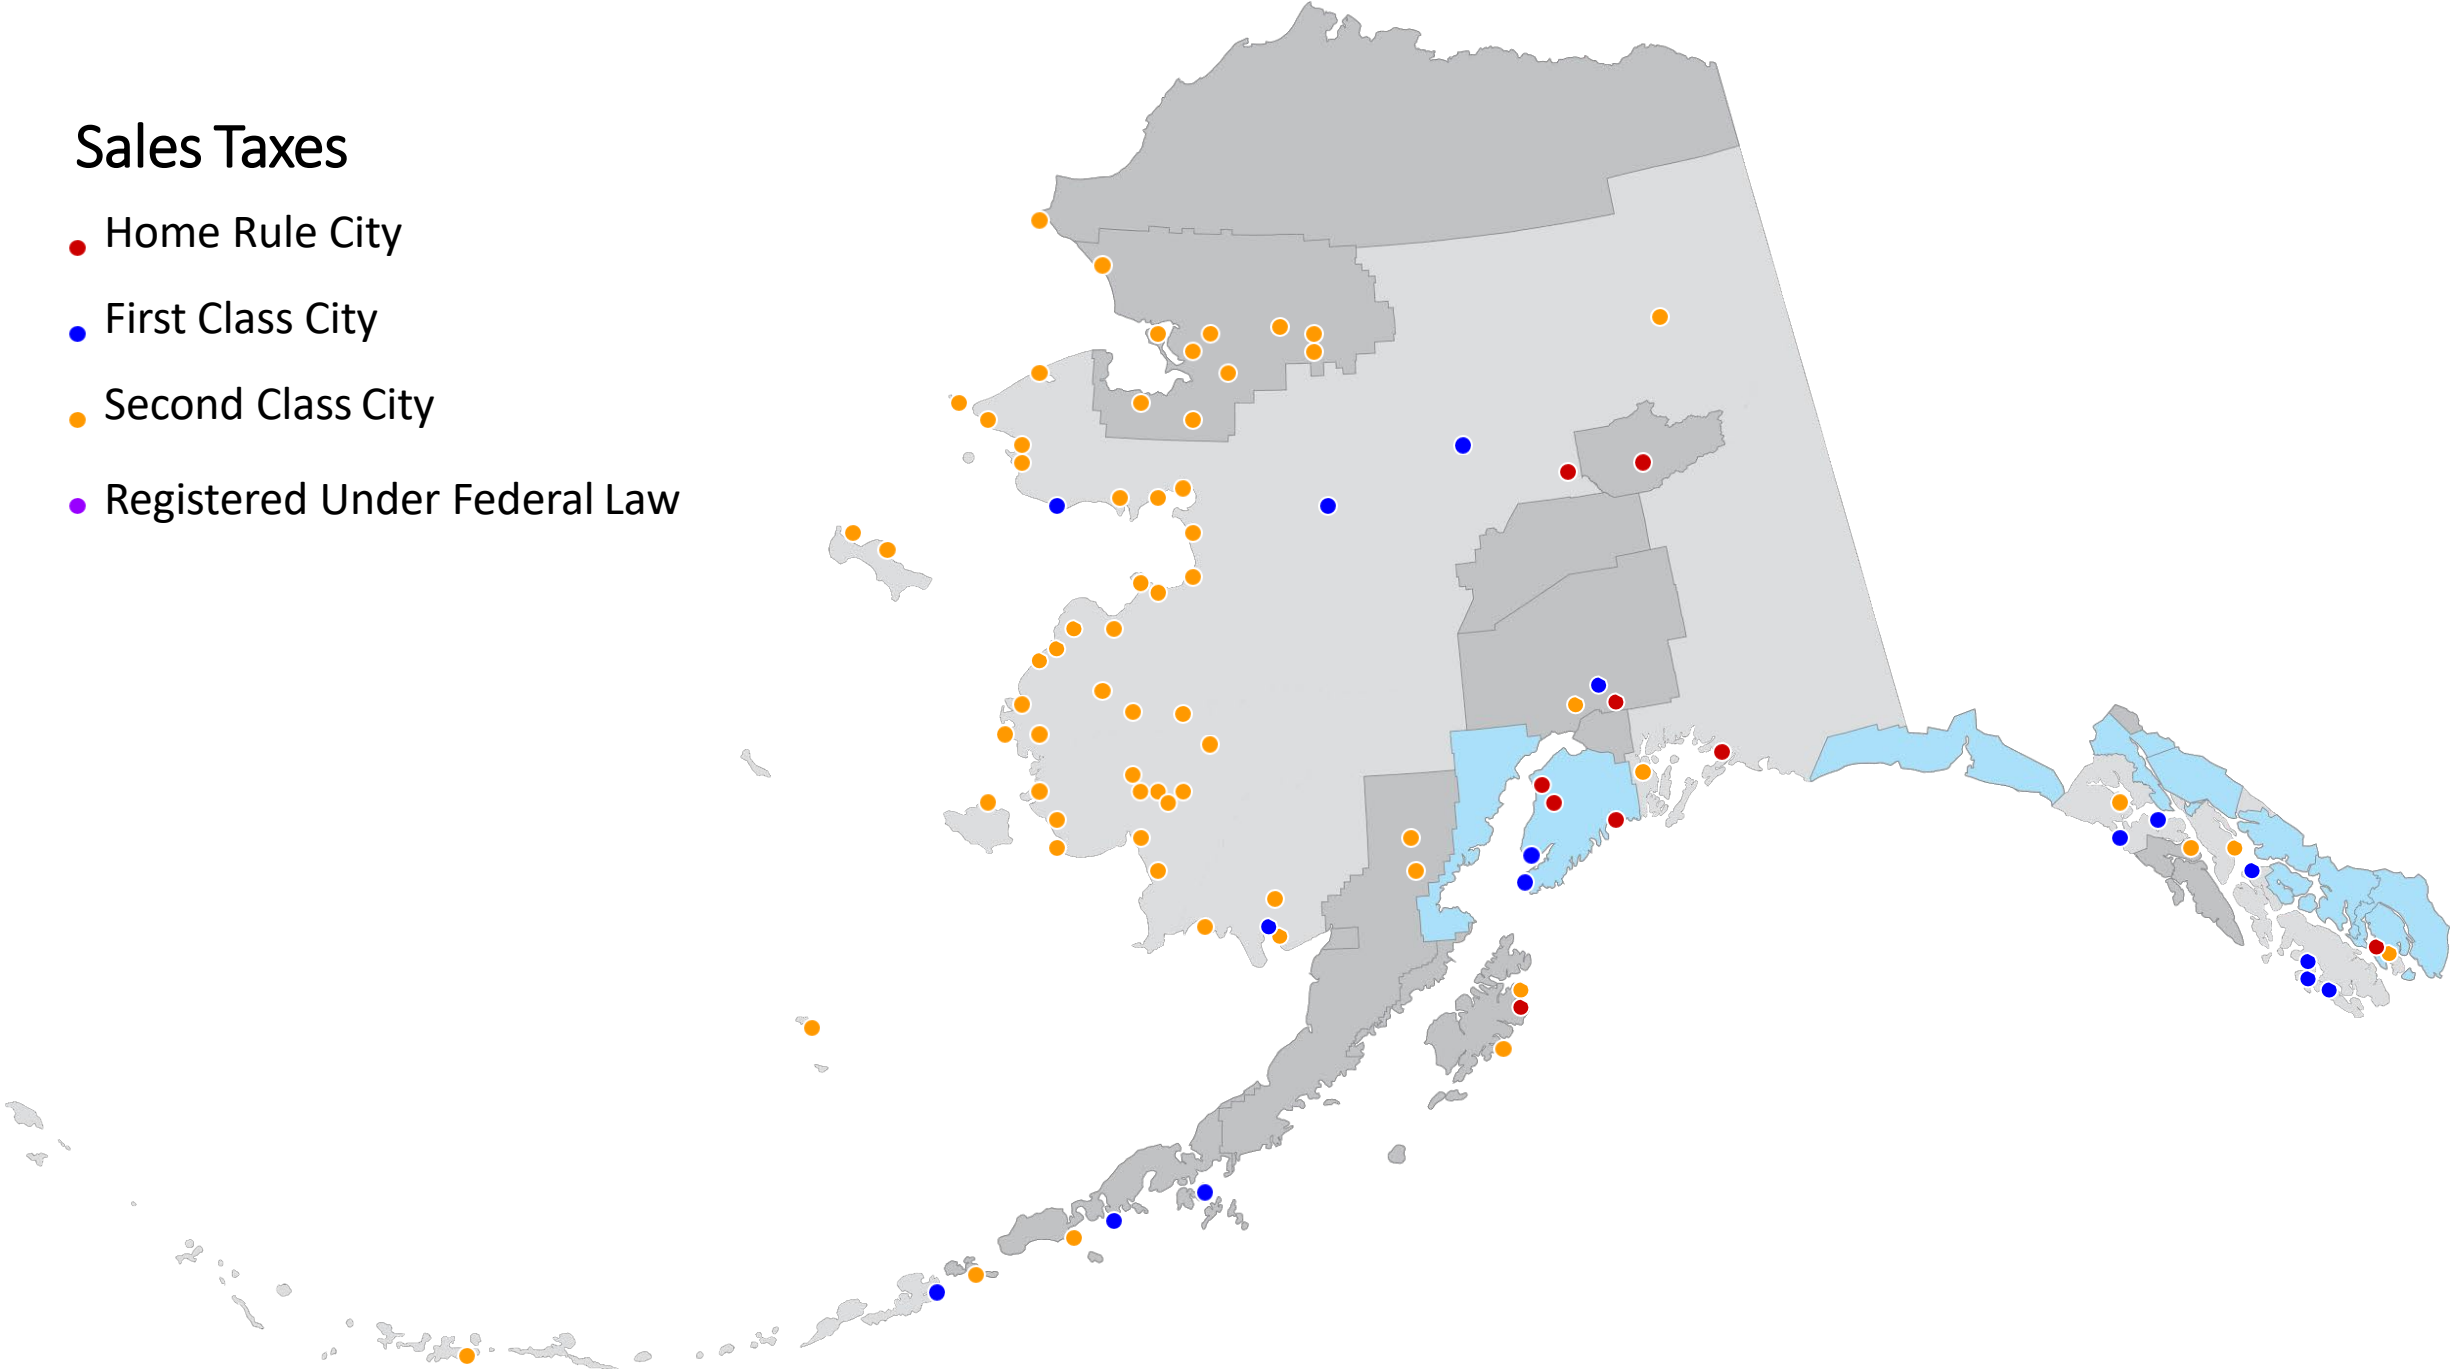 Sales Taxes
Home Rule City
First Class City
Second Class City
Registered Under Federal Law